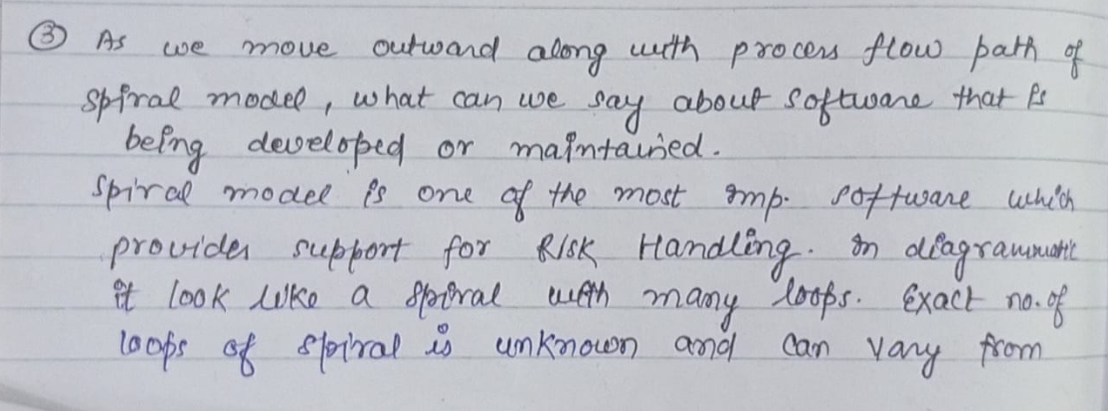 ③ As we move outward along with process flow path of
spiral model, what can we say about software that is
being developed or maintained.
Spiral model is one of the most imp. software which
provides support for RISK Handling. In diagrammatic
it look like a spiral with many loops. Exact no. of
loops of spiral is unknown and can vary from